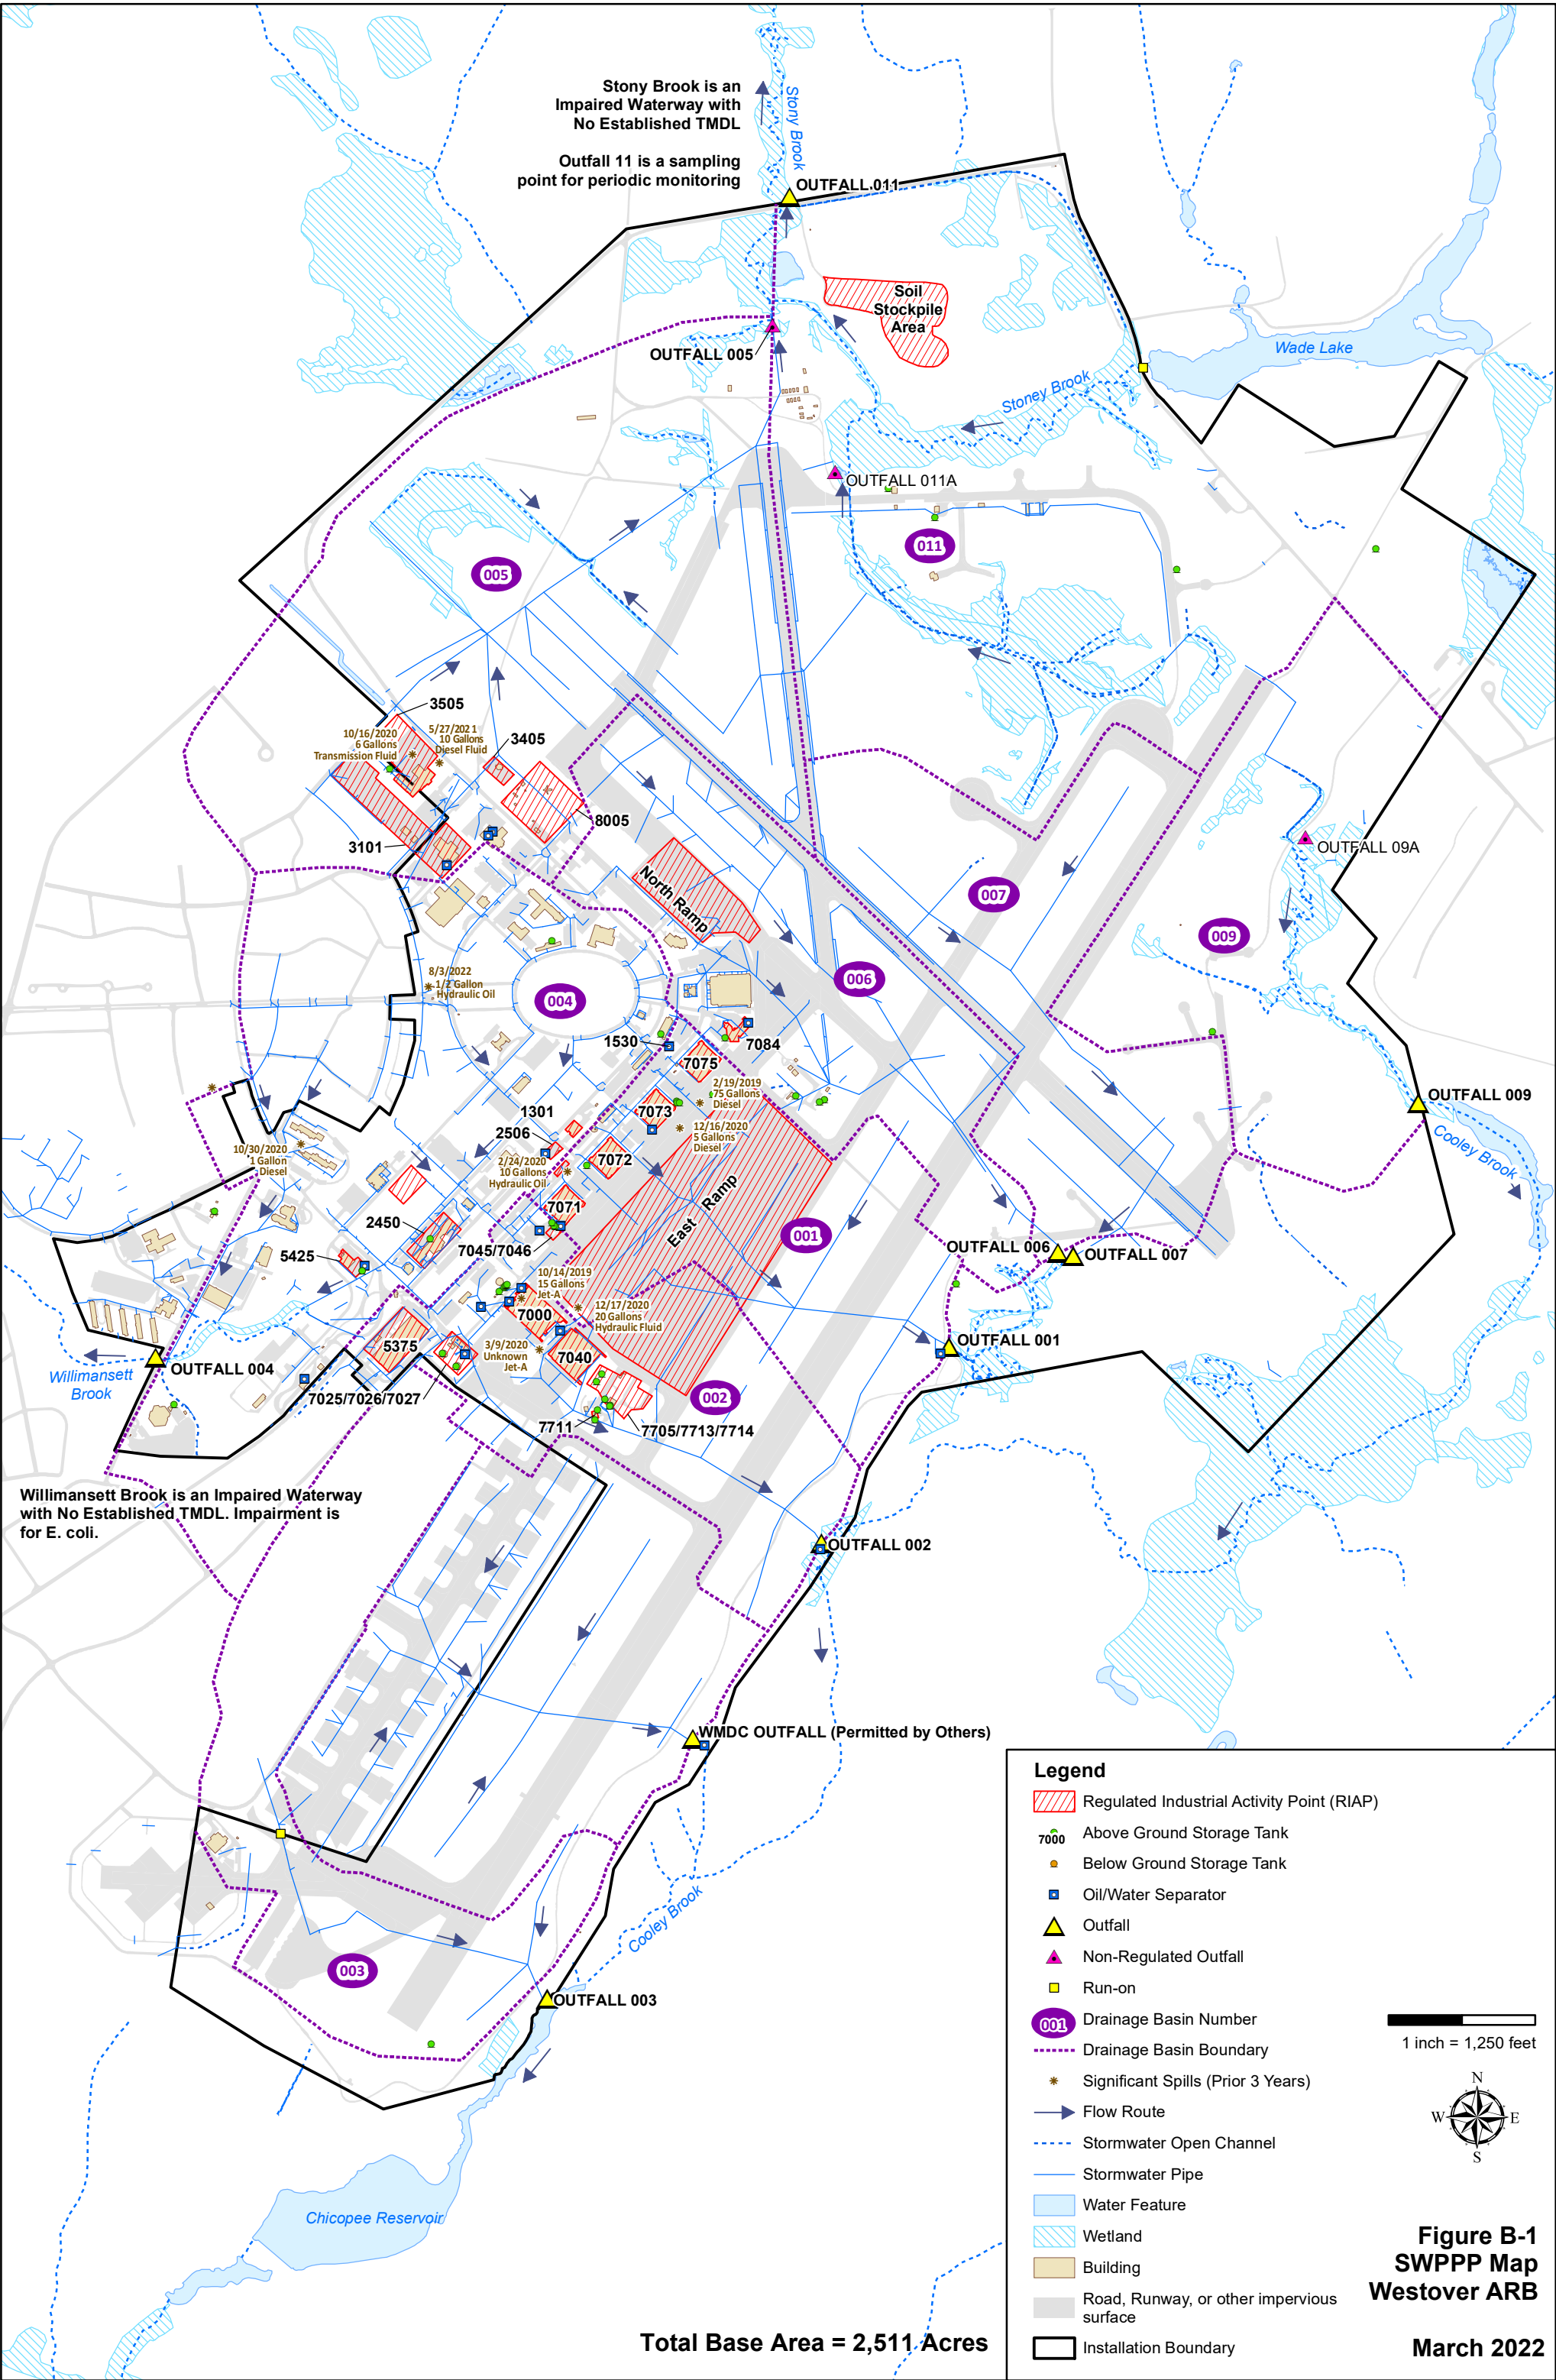 Stony Brook is an
Impaired Waterway with
No Established TMDL
Outfall 11 is a sampling
point for periodic monitoring
Stony Brook
OUTFALL 011
Soil
Stockpile
Area
OUTFALL 005
Wade Lake
Stoney Brook
OUTFALL 011A
011
005
3505
10/16/2020
6 Gallons
Transmission Fluid
5/27/2021
10 Gallons
Diesel Fluid
3405
8005
3101
OUTFALL 09A
North Ramp
007
009
006
8/3/2022
1/2 Gallon
Hydraulic Oil
004
1530
7084
7075
2/19/2019
75 Gallons
Diesel
7073
12/16/2020
5 Gallons
Diesel
OUTFALL 009
Cooley Brook
1301
2506
10/30/2020
1 Gallon
Diesel
2/24/2020
10 Gallons
Hydraulic Oil
7072
East Ramp
7071
2450
001
5425
7045/7046
OUTFALL 006
OUTFALL 007
10/14/2019
15 Gallons
Jet-A
7000
12/17/2020
20 Gallons
Hydraulic Fluid
3/9/2020
Unknown
Jet-A
5375
7040
OUTFALL 001
OUTFALL 004
Willimansett
Brook
7025/7026/7027
002
7711
7705/7713/7714
Willimansett Brook is an Impaired Waterway
with No Established TMDL. Impairment is
for E. coli.
OUTFALL 002
WMDC OUTFALL (Permitted by Others)
Cooley Brook
003
OUTFALL 003
Chicopee Reservoir
Total Base Area = 2,511 Acres
Legend
Regulated Industrial Activity Point (RIAP)
7000
Above Ground Storage Tank
Below Ground Storage Tank
Oil/Water Separator
Outfall
Non-Regulated Outfall
Run-on
001
Drainage Basin Number
Drainage Basin Boundary
Significant Spills (Prior 3 Years)
Flow Route
Stormwater Open Channel
Stormwater Pipe
Water Feature
Wetland
Building
Road, Runway, or other impervious
surface
Installation Boundary
1 inch = 1,250 feet
N
W
E
S
Figure B-1
SWPPP Map
Westover ARB
March 2022